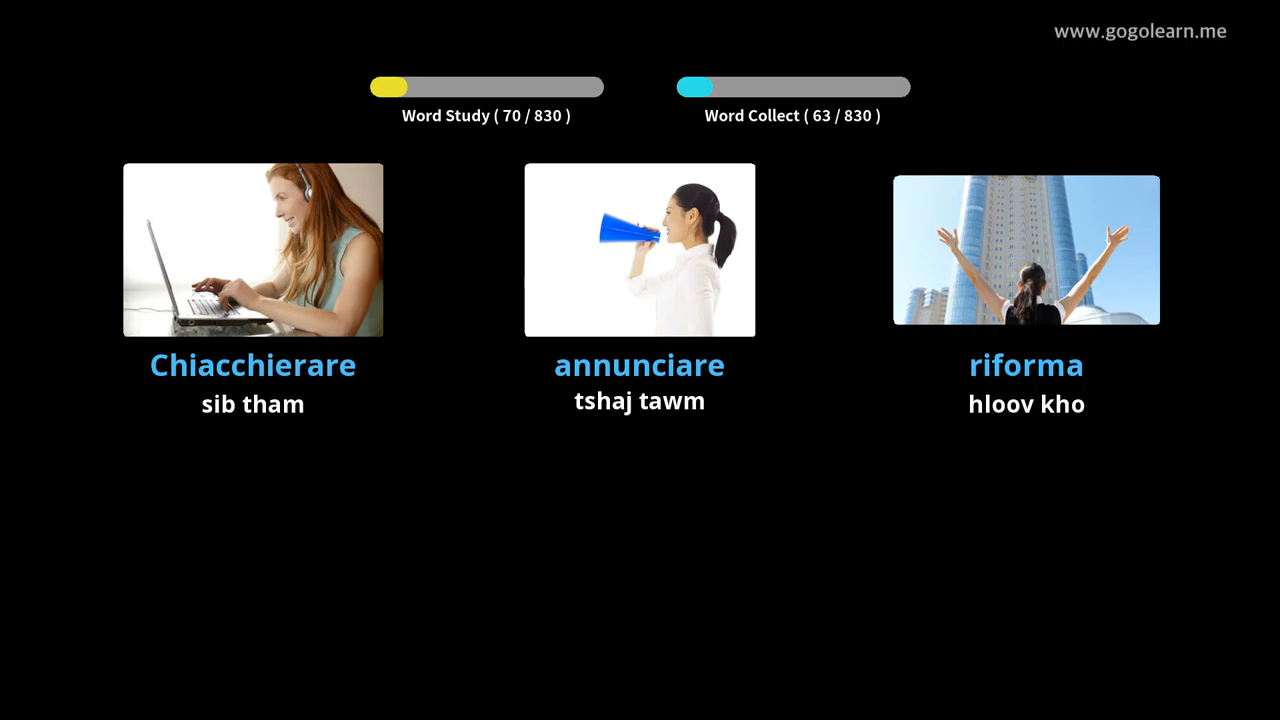 www.gogolearn.me
Word Study ( 70 / 830 )
Word Collect ( 63 / 830 )
Chiacchierare
sib tham
annunciare
tshaj tawm
riforma
hloov kho